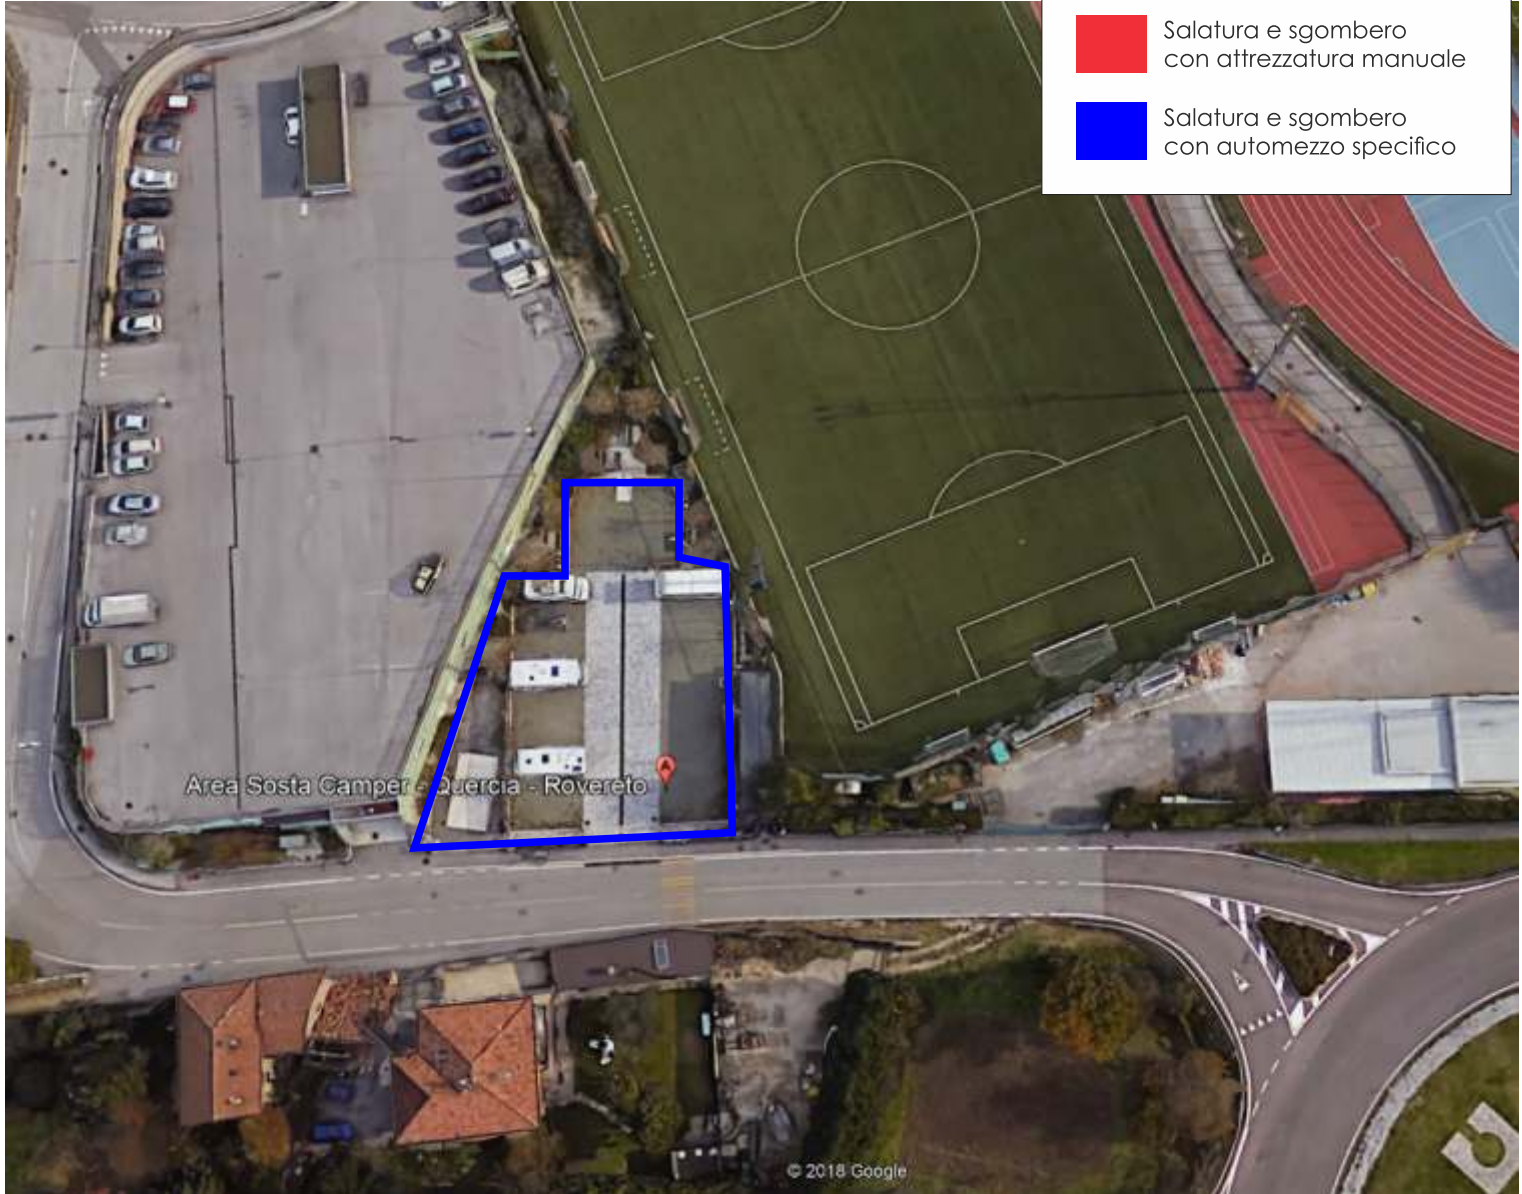 Salatura e sgombero
con attrezzatura manuale
Salatura e sgombero
con automezzo specifico
Area Sosta Camper - Quercia - Rovereto
A
© 2018 Google